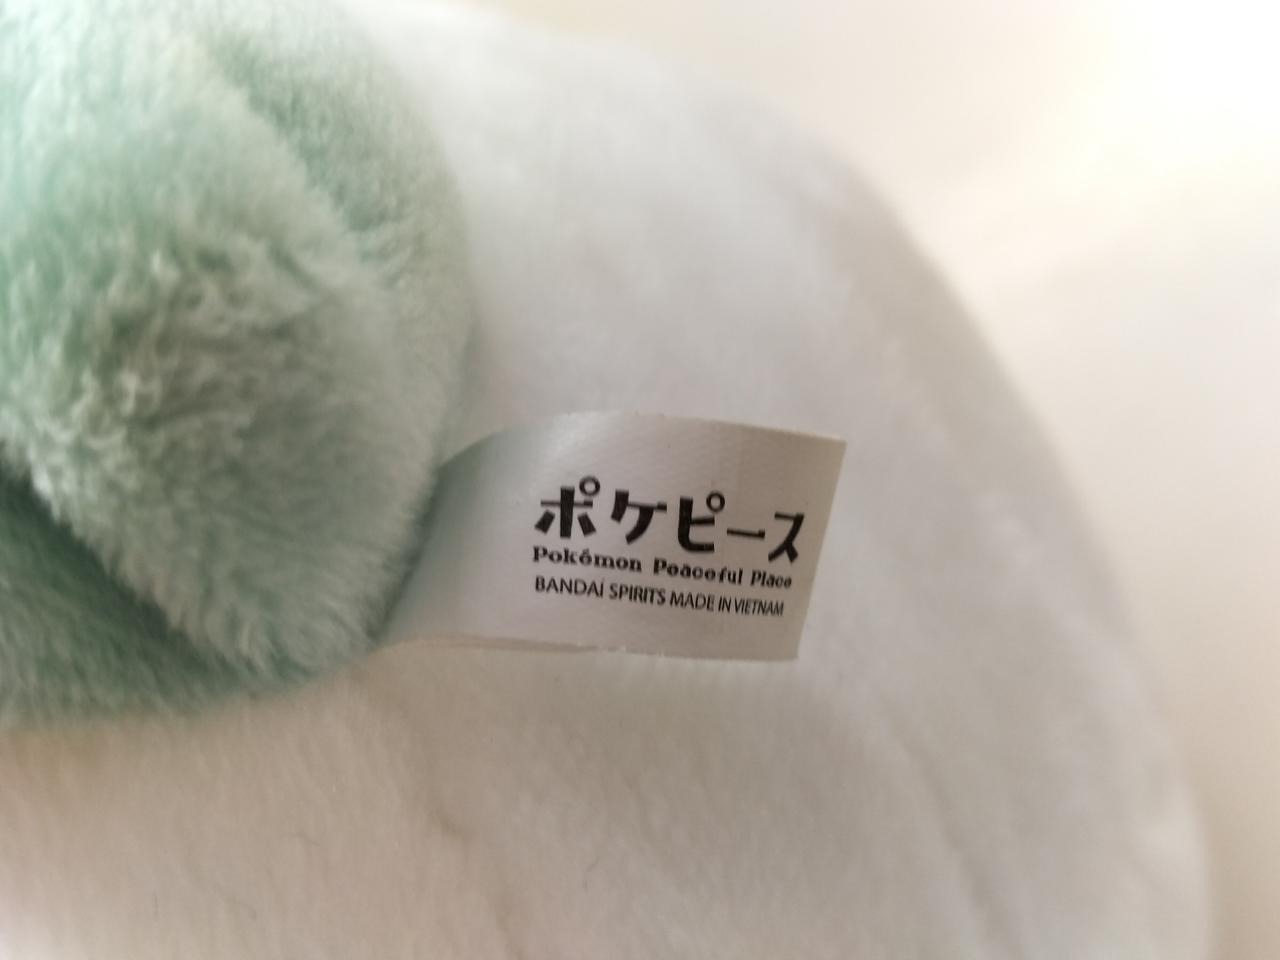 ポケピース
Pokémon Peaceful Place
BANDAI SPIRITS MADE IN VIETNAM